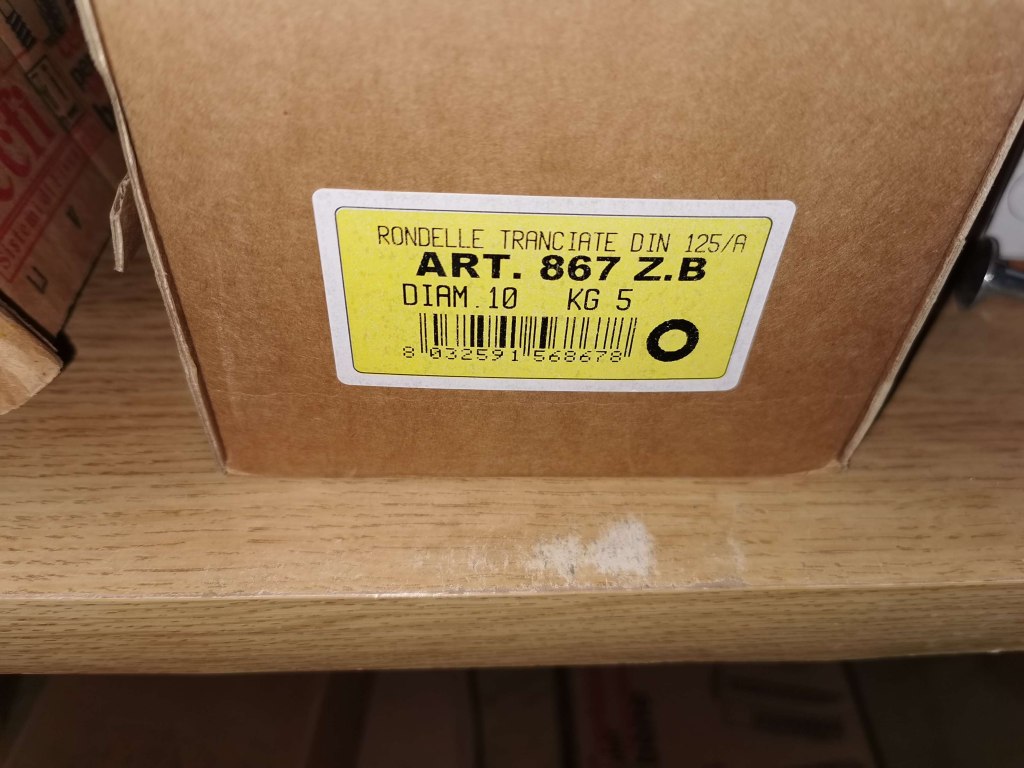 RONDELLE TRANCIATE DIN 125/A
ART. 867 Z.B
DIAM.10 KG 5
8 032591 568678